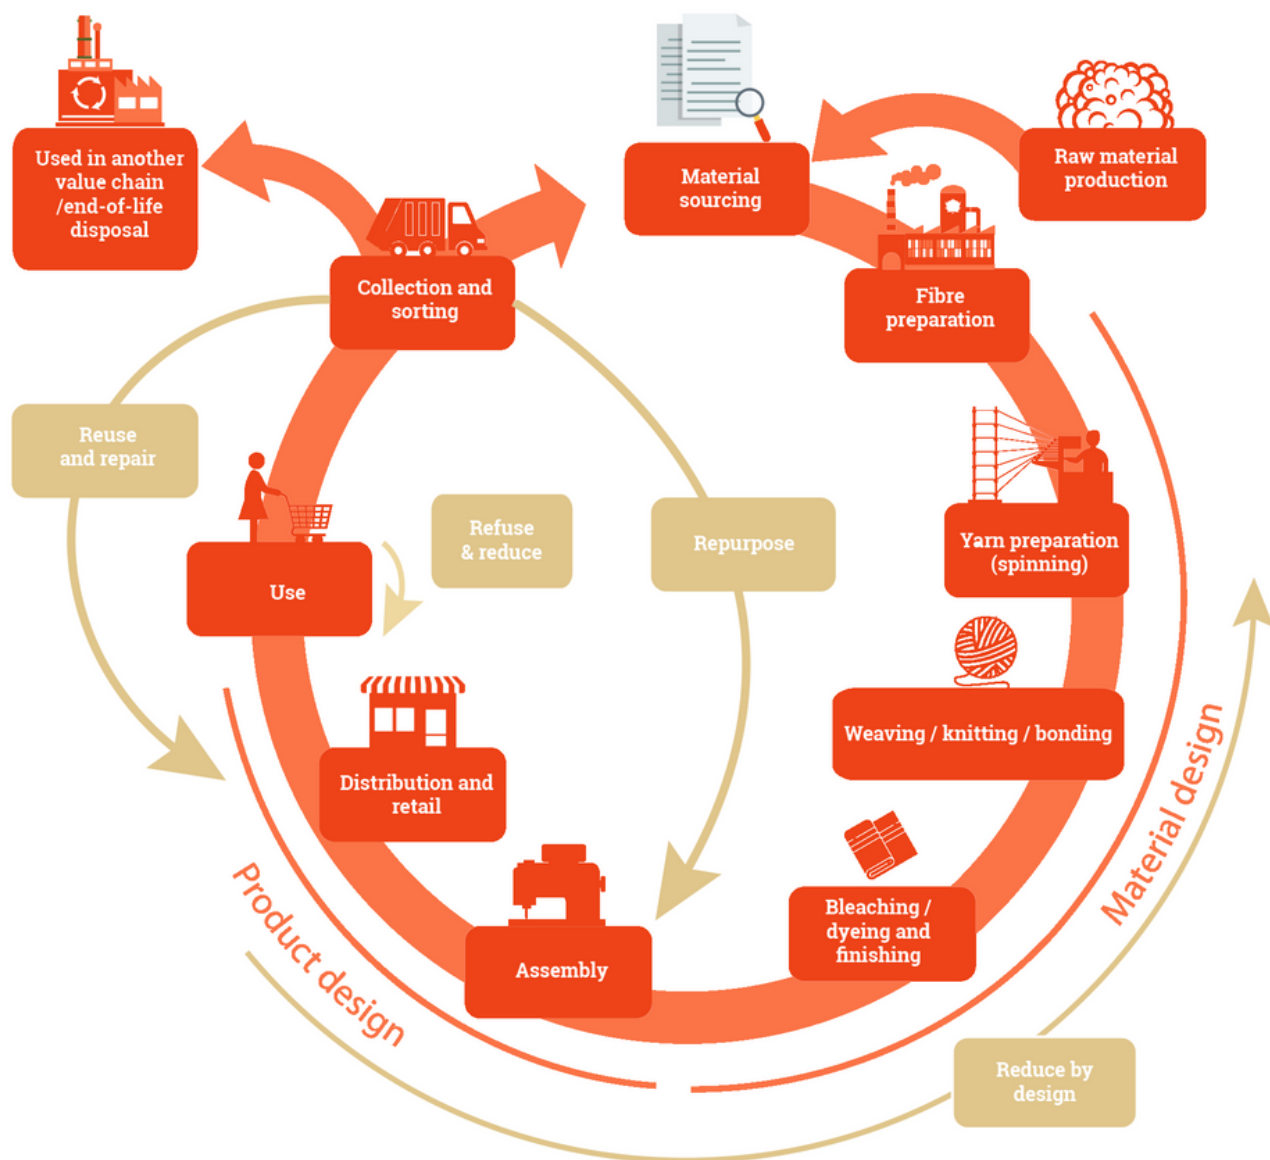 Used in another
value chain
/end-of-life
disposal
Material
sourcing
Raw material
production
Collection and
sorting
Fibre
preparation
Reuse
and repair
Refuse
& reduce
Repurpose
Yarn preparation
(spinning)
Use
Weaving / knitting / bonding
Distribution and
retail
Material design
Product design
Bleaching /
dyeing and
finishing
Assembly
Reduce by
design